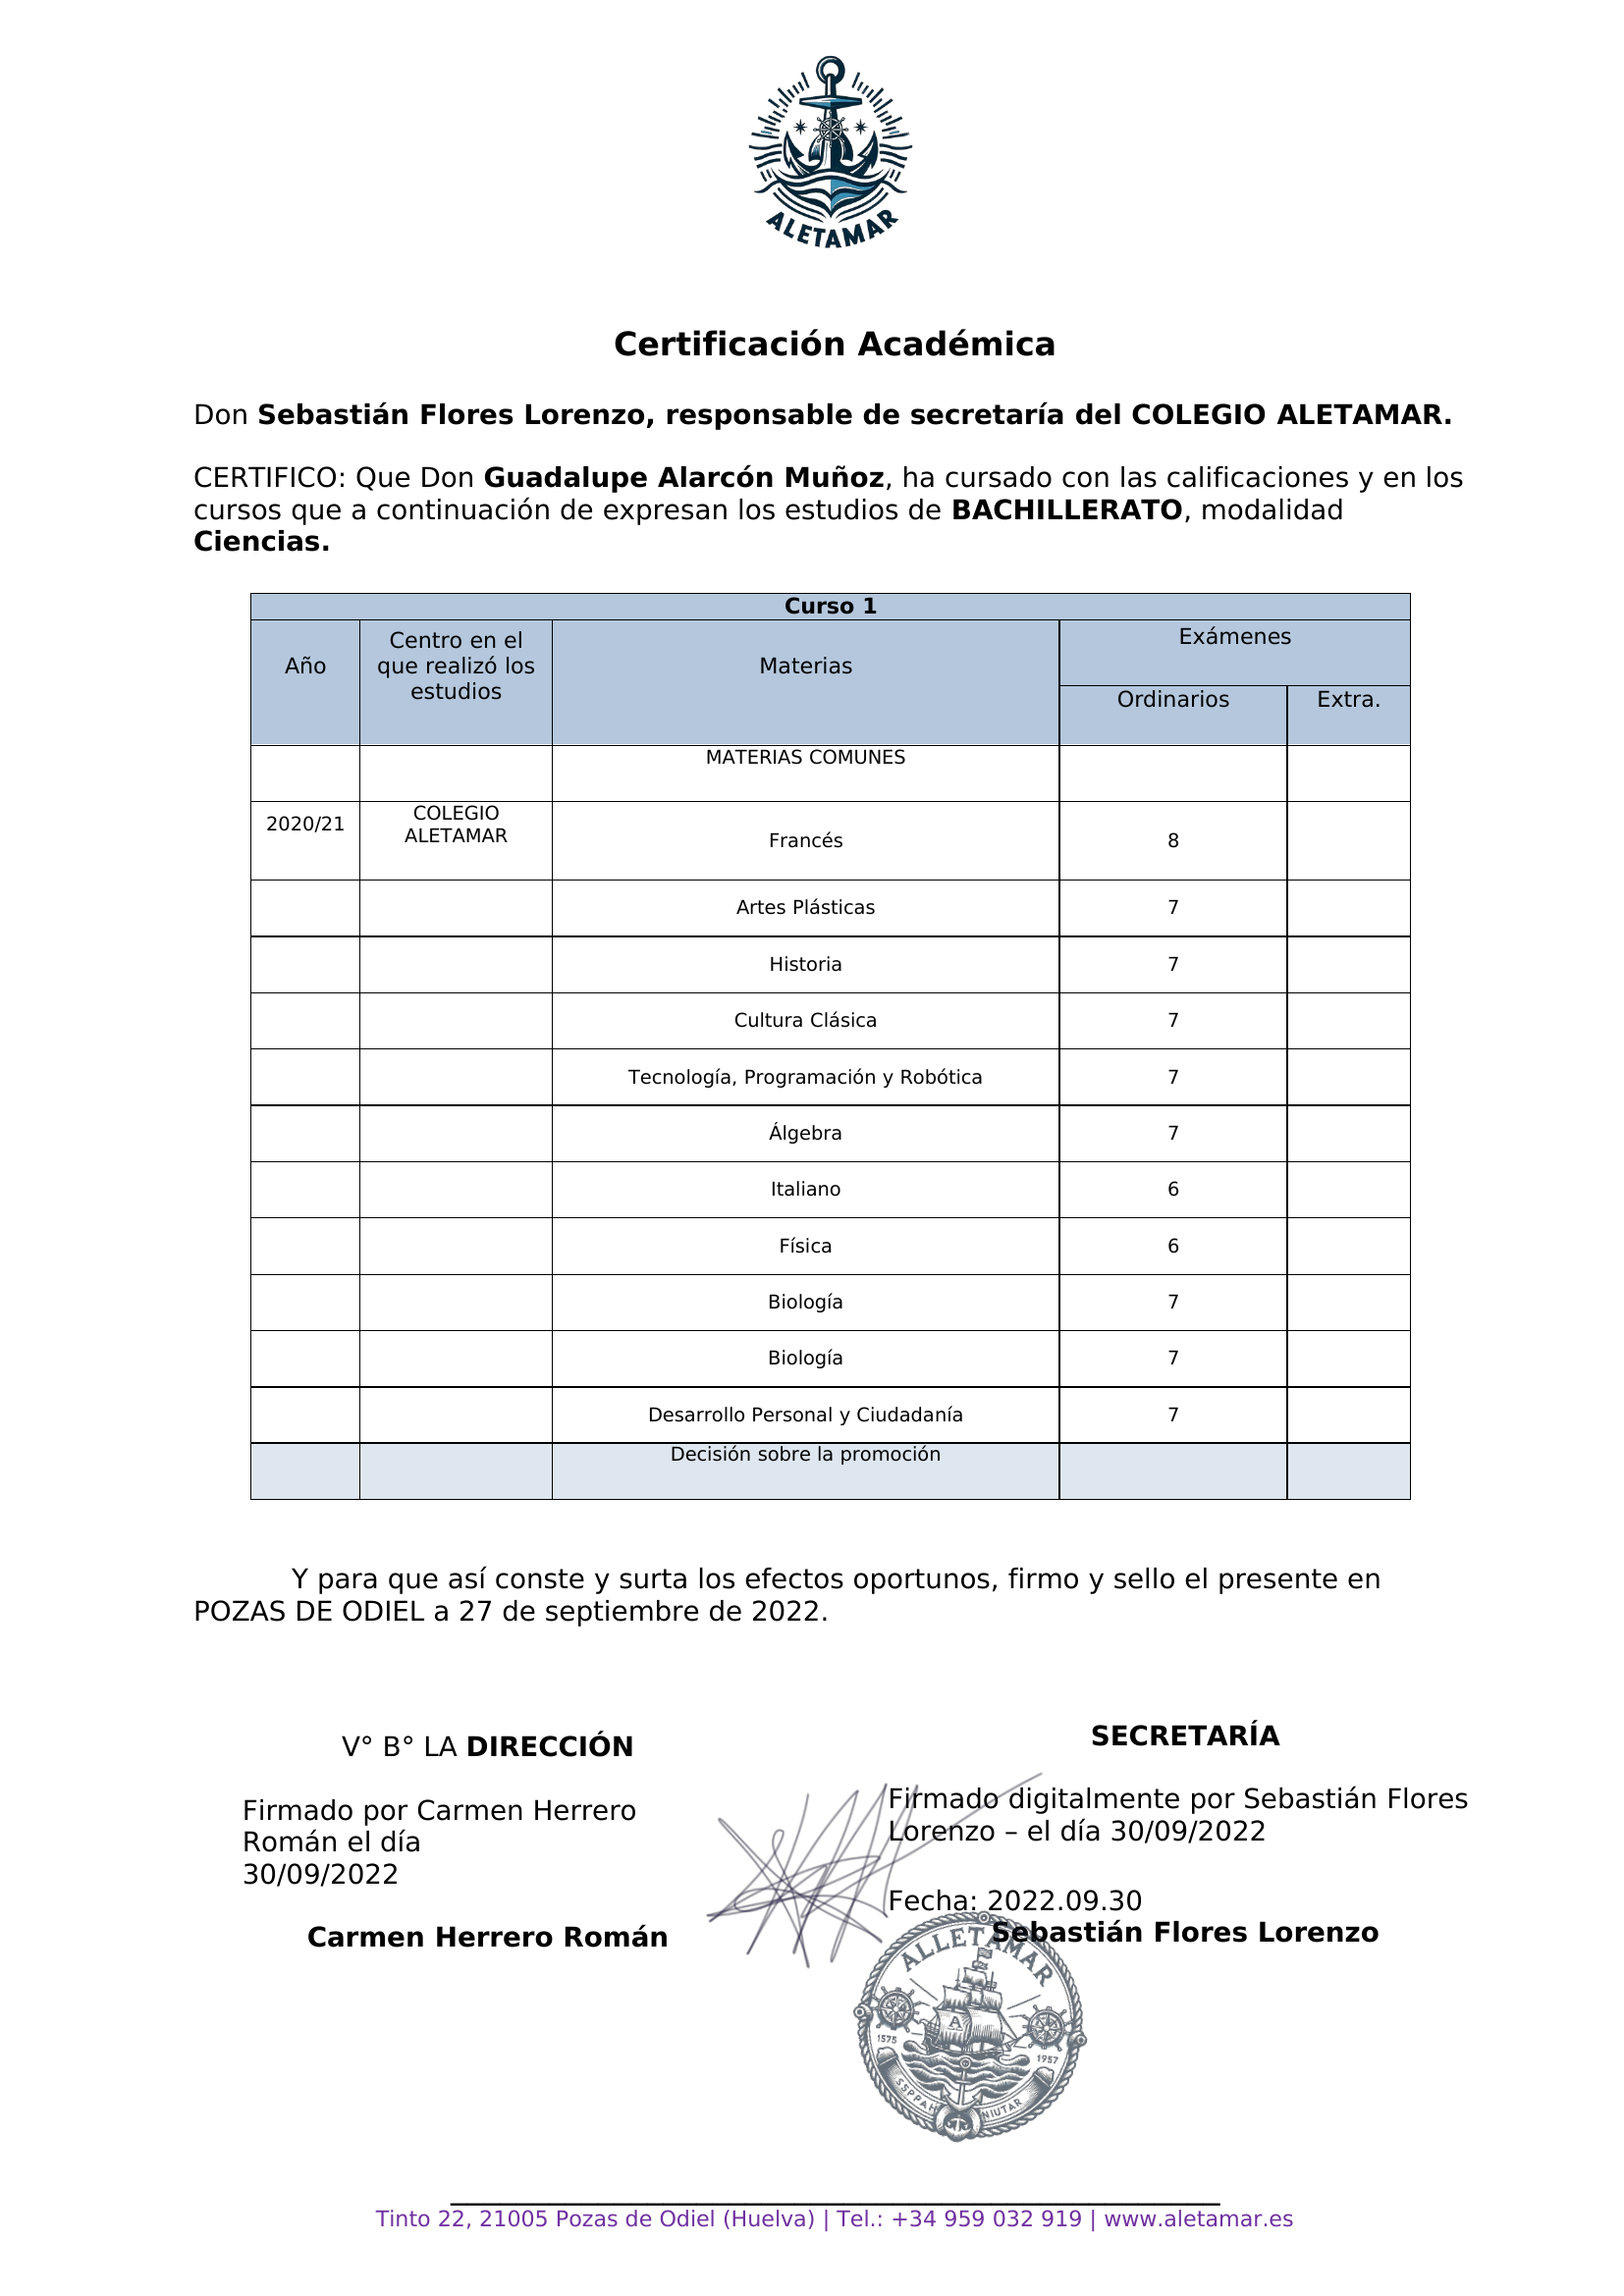 ALETAMAR
Certificación Académica
Don Sebastián Flores Lorenzo, responsable de secretaría del COLEGIO ALETAMAR.
CERTIFICO: Que Don Guadalupe Alarcón Muñoz, ha cursado con las calificaciones y en los
cursos que a continuación de expresan los estudios de BACHILLERATO, modalidad
Ciencias.
Curso 1
Año
Centro en el
que realizó los
estudios
Materias
Exámenes
Ordinarios
Extra.
MATERIAS COMUNES
2020/21
COLEGIO
ALETAMAR
Francés 8
Artes Plásticas 7
Historia 7
Cultura Clásica 7
Tecnología, Programación y Robótica 7
Álgebra 7
Italiano 6
Física 6
Biología 7
Biología 7
Desarrollo Personal y Ciudadanía 7
Decisión sobre la promoción
Y para que así conste y surta los efectos oportunos, firmo y sello el presente en
POZAS DE ODIEL a 27 de septiembre de 2022.
V° B° LA DIRECCIÓN
Firmado por Carmen Herrero
Román el día
30/09/2022
Carmen Herrero Román
SECRETARÍA
Firmado digitalmente por Sebastián Flores
Lorenzo – el día 30/09/2022
Fecha: 2022.09.30
Sebastián Flores Lorenzo
ALLETAMAR
A
1575
1957
SSPPAH
NIUTAR
Tinto 22, 21005 Pozas de Odiel (Huelva) | Tel.: +34 959 032 919 | www.aletamar.es